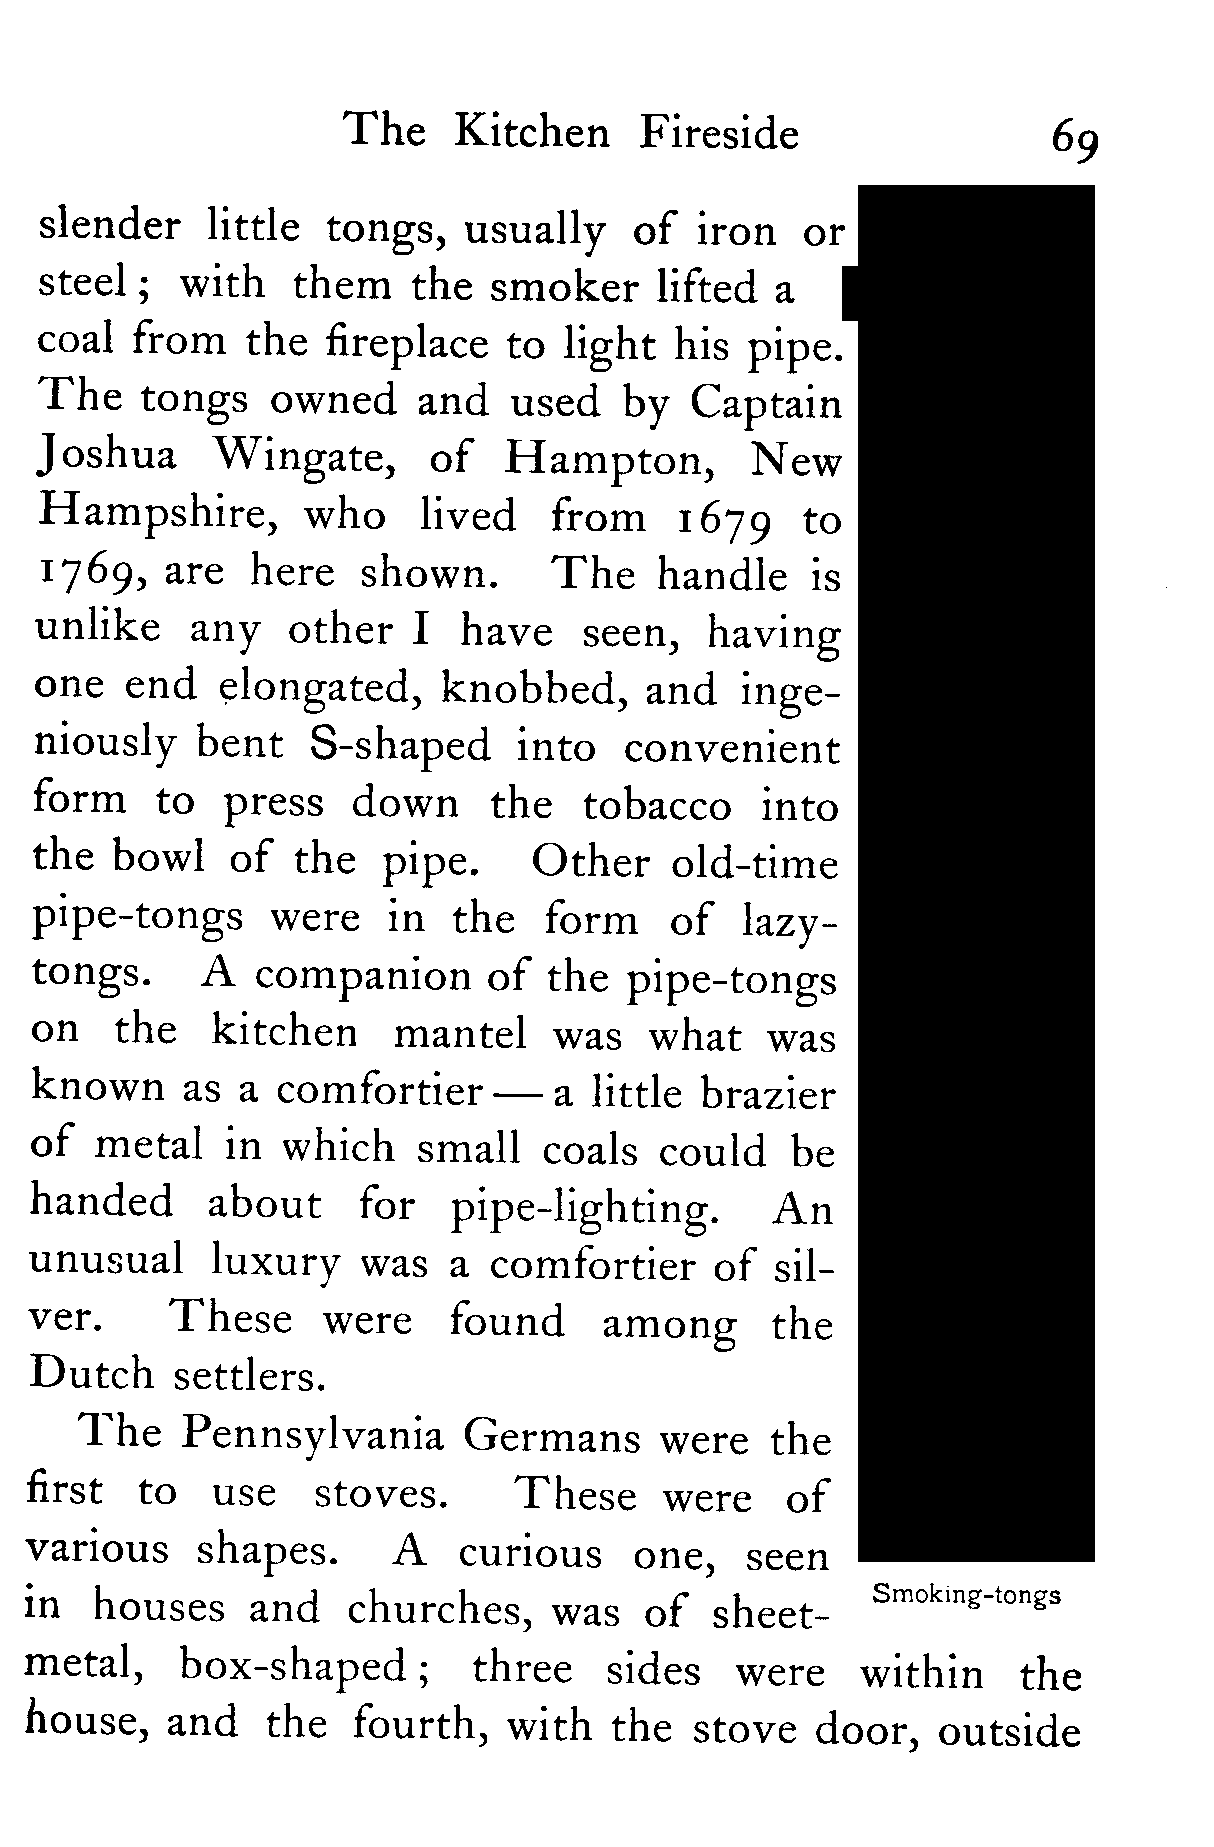 The Kitchen Fireside 69
slender little tongs, usually of iron or
steel ; with them the smoker lifted a
coal from the fireplace to light his pipe.
The tongs owned and used by Captain
Joshua Wingate, of Hampton, New
Hampshire, who lived from 1679 to
1769, are here shown. The handle is
unlike any other I have seen, having
one end elongated, knobbed, and inge-
niously bent S-shaped into convenient
form to press down the tobacco into
the bowl of the pipe. Other old-time
pipe-tongs were in the form of lazy-
tongs. A companion of the pipe-tongs
on the kitchen mantel was what was
known as a comfortier — a little brazier
of metal in which small coals could be
handed about for pipe-lighting. An
unusual luxury was a comfortier of sil-
ver. These were found among the
Dutch settlers.
The Pennsylvania Germans were the
first to use stoves. These were of
various shapes. A curious one, seen
in houses and churches, was of sheet-
metal, box-shaped ; three sides were within the
house, and the fourth, with the stove door, outside
Smoking-tongs